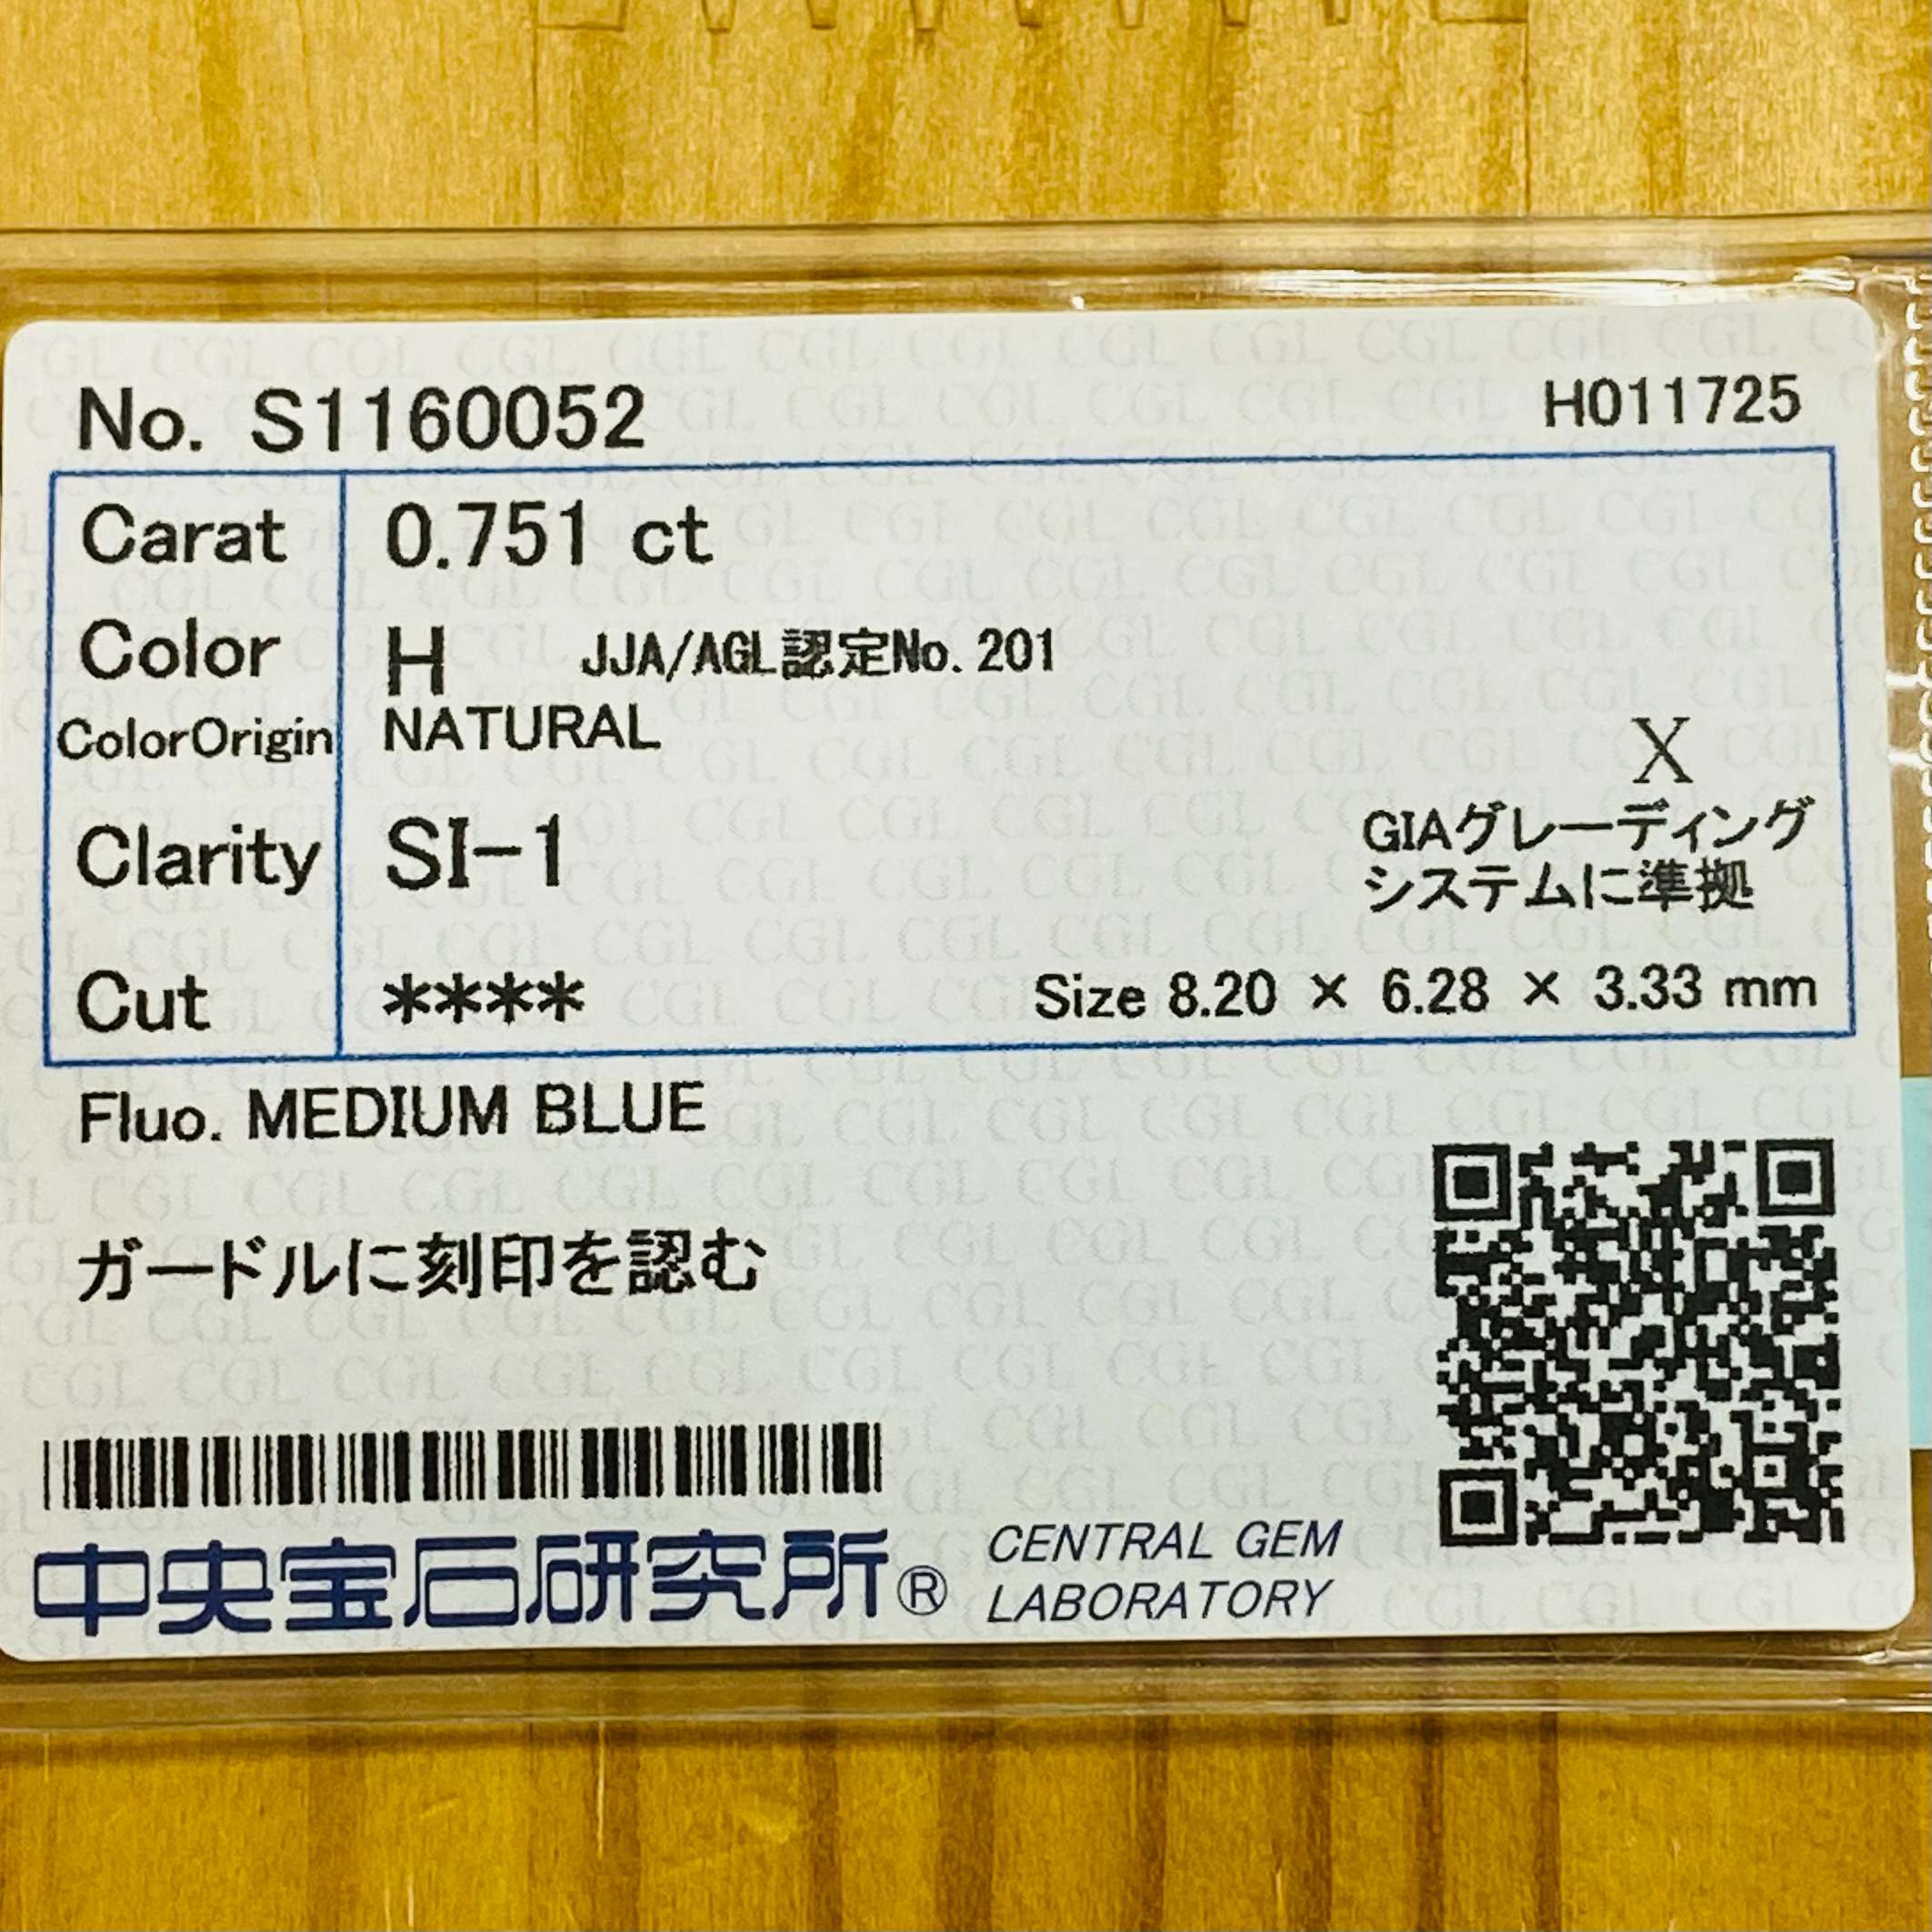 No. S1160052
H011725
Carat 0.751 ct
Color H JJA/AGL認定No.201
ColorOrigin NATURAL
X
Clarity SI-1
GIAグレーディング
システムに準拠
Cut ****
Size 8.20 × 6.28 × 3.33 mm
Fluo. MEDIUM BLUE
ガードルに刻印を認む
中央宝石研究所®
CENTRAL GEM
LABORATORY